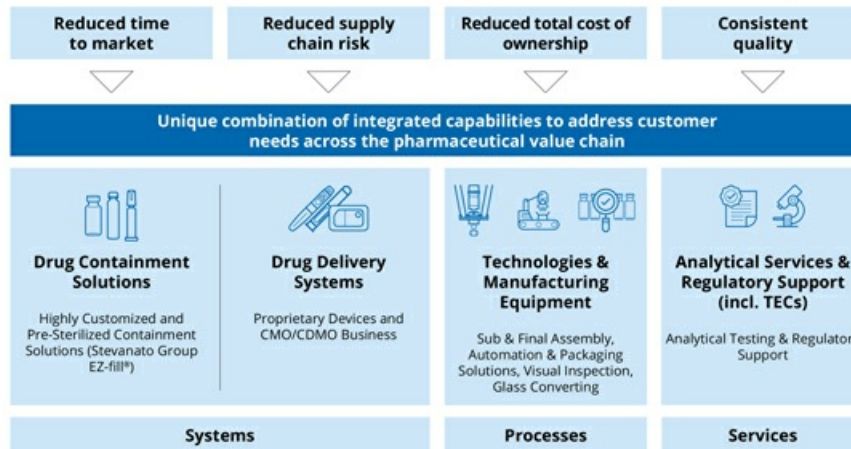 Reduced time
to market
Reduced supply
chain risk
Reduced total cost of
ownership
Consistent
quality
Unique combination of integrated capabilities to address customer
needs across the pharmaceutical value chain
Drug Containment
Solutions
Highly Customized and
Pre-Sterilized Containment
Solutions (Stevanato Group
EZ-fill®)
Drug Delivery
Systems
Proprietary Devices and
CMO/CDMO Business
Technologies &
Manufacturing
Equipment
Sub & Final Assembly,
Automation & Packaging
Solutions, Visual Inspection,
Glass Converting
Analytical Services &
Regulatory Support
(incl. TECs)
Analytical Testing & Regulator
Support
Systems
Processes
Services